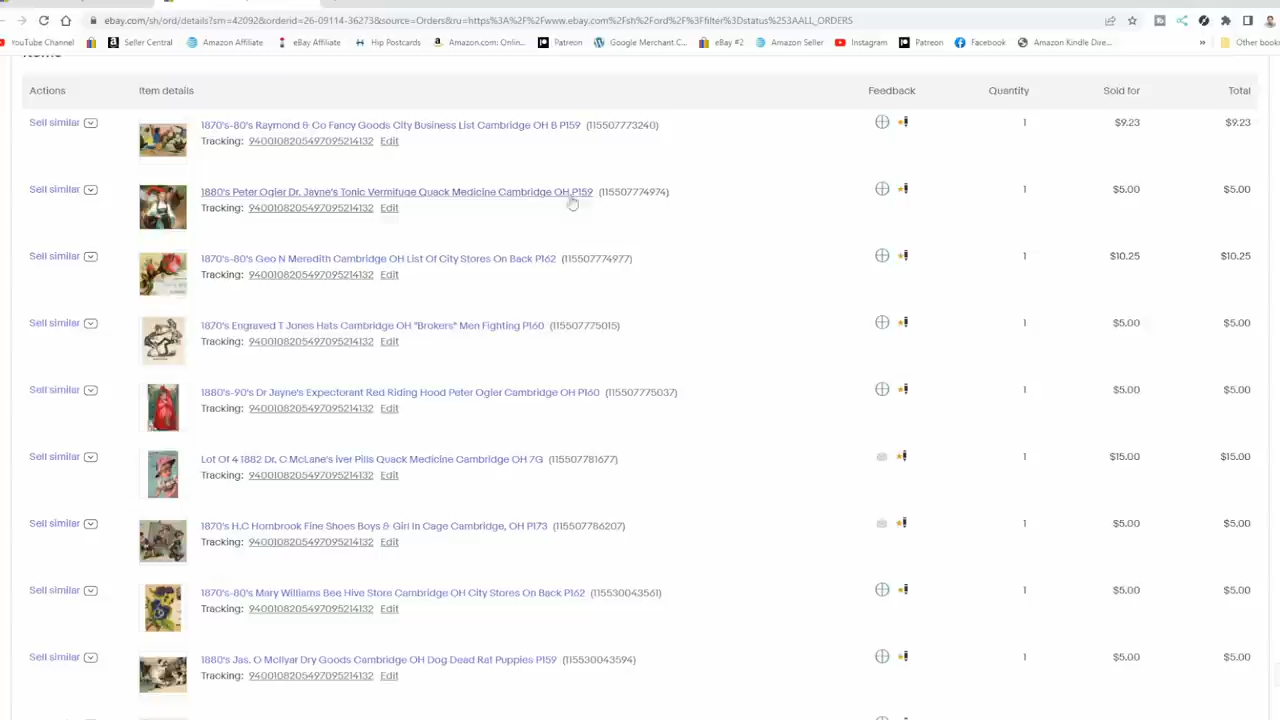 ebay.com/sh/ord/details?sm=42092&orderid=26-09114-36273&source=Orders&ru=https%3A%2F%2Fwww.ebay.com%2Fsh%2Ford%2F%3Ffilter%3Dstatus%253AALL_ORDERS
YouTube Channel Seller Central Amazon Affiliate eBay Affiliate Hip Postcards Amazon.com: Onlin... Patreon Google Merchant C... eBay #2 Amazon Seller Instagram Patreon Facebook Amazon Kindle Dire... » Other book
Actions Item details Feedback Quantity Sold for Total
Sell similar 1870's-80's Raymond & Co Fancy Goods City Business List Cambridge OH B P159 (115507773240) 1 $9.23 $9.23
Tracking: 9400108205497095214132 Edit
Sell similar 1880's Peter Ogier Dr. Jayne's Tonic Vermifuge Quack Medicine Cambridge OH P159 (115507774974) 1 $5.00 $5.00
Tracking: 9400108205497095214132 Edit
Sell similar 1870's-80's Geo N Meredith Cambridge OH List Of City Stores On Back P162 (115507774977) 1 $10.25 $10.25
Tracking: 9400108205497095214132 Edit
Sell similar 1870's Engraved T Jones Hats Cambridge OH "Brokers" Men Fighting P160 (115507775015) 1 $5.00 $5.00
Tracking: 9400108205497095214132 Edit
Sell similar 1880's-90's Dr Jayne's Expectorant Red Riding Hood Peter Ogler Cambridge OH P160 (115507775037) 1 $5.00 $5.00
Tracking: 9400108205497095214132 Edit
Sell similar Lot Of 4 1882 Dr. C McLane's iver Pills Quack Medicine Cambridge OH 7G (115507781677) 1 $15.00 $15.00
Tracking: 9400108205497095214132 Edit
Sell similar 1870's H.C Hornbrook Fine Shoes Boys & Girl In Cage Cambridge, OH P173 (115507786207) 1 $5.00 $5.00
Tracking: 9400108205497095214132 Edit
Sell similar 1870's-80's Mary Williams Bee Hive Store Cambridge OH City Stores On Back P162 (115530043561) 1 $5.00 $5.00
Tracking: 9400108205497095214132 Edit
Sell similar 1880's Jas. O McIlyar Dry Goods Cambridge OH Dog Dead Rat Puppies P159 (115530043594) 1 $5.00 $5.00
Tracking: 9400108205497095214132 Edit